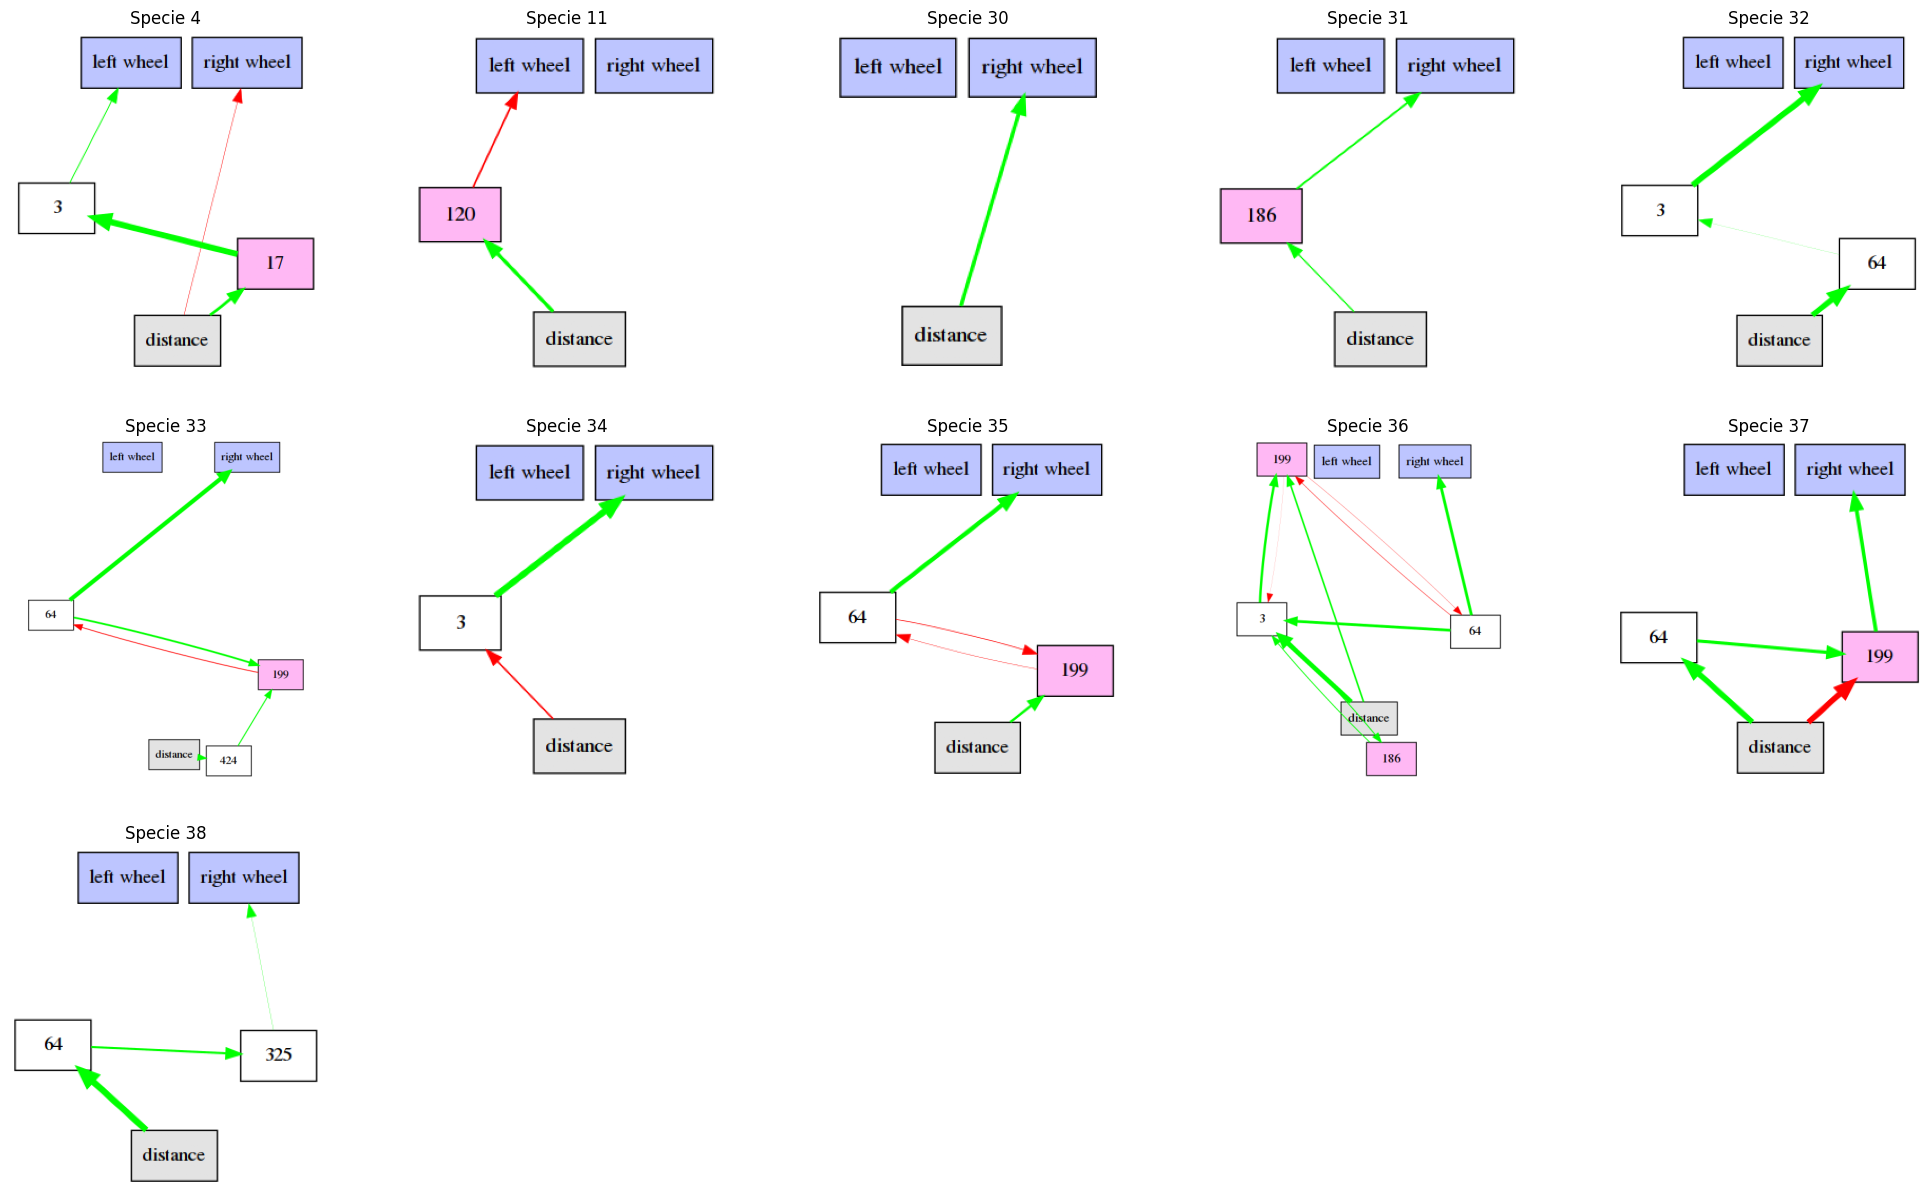 Specie 4
left wheel
right wheel
3
17
distance
Specie 11
left wheel
right wheel
120
distance
Specie 30
left wheel
right wheel
distance
Specie 31
left wheel
right wheel
186
distance
Specie 32
left wheel
right wheel
3
64
distance
Specie 33
left wheel
right wheel
64
199
distance
424
Specie 34
left wheel
right wheel
3
distance
Specie 35
left wheel
right wheel
64
199
distance
Specie 36
199
left wheel
right wheel
3
64
distance
186
Specie 37
left wheel
right wheel
64
199
distance
Specie 38
left wheel
right wheel
64
325
distance